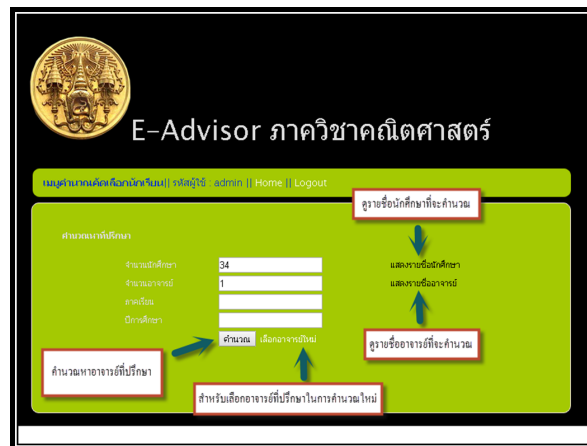 E-Advisor ภาควิชาคณิตศาสตร์
เมนูคำนวณคัดเลือกนักเรียน|| รหัสผู้ใช้ : admin || Home || Logout
ดูรายชื่อนักศึกษาที่จะคำนวณ
คำนวณหาที่ปรึกษา
จำนวนนักศึกษา 34 แสดงรายชื่อนักศึกษา
จำนวนอาจารย์ 1 แสดงรายชื่ออาจารย์
ภาคเรียน
ปีการศึกษา
คำนวณ เลือกอาจารย์ใหม่
ดูรายชื่ออาจารย์ที่จะคำนวณ
คำนวณหาอาจารย์ที่ปรึกษา
สำหรับเลือกอาจารย์ที่ปรึกษาในการคำนวณใหม่